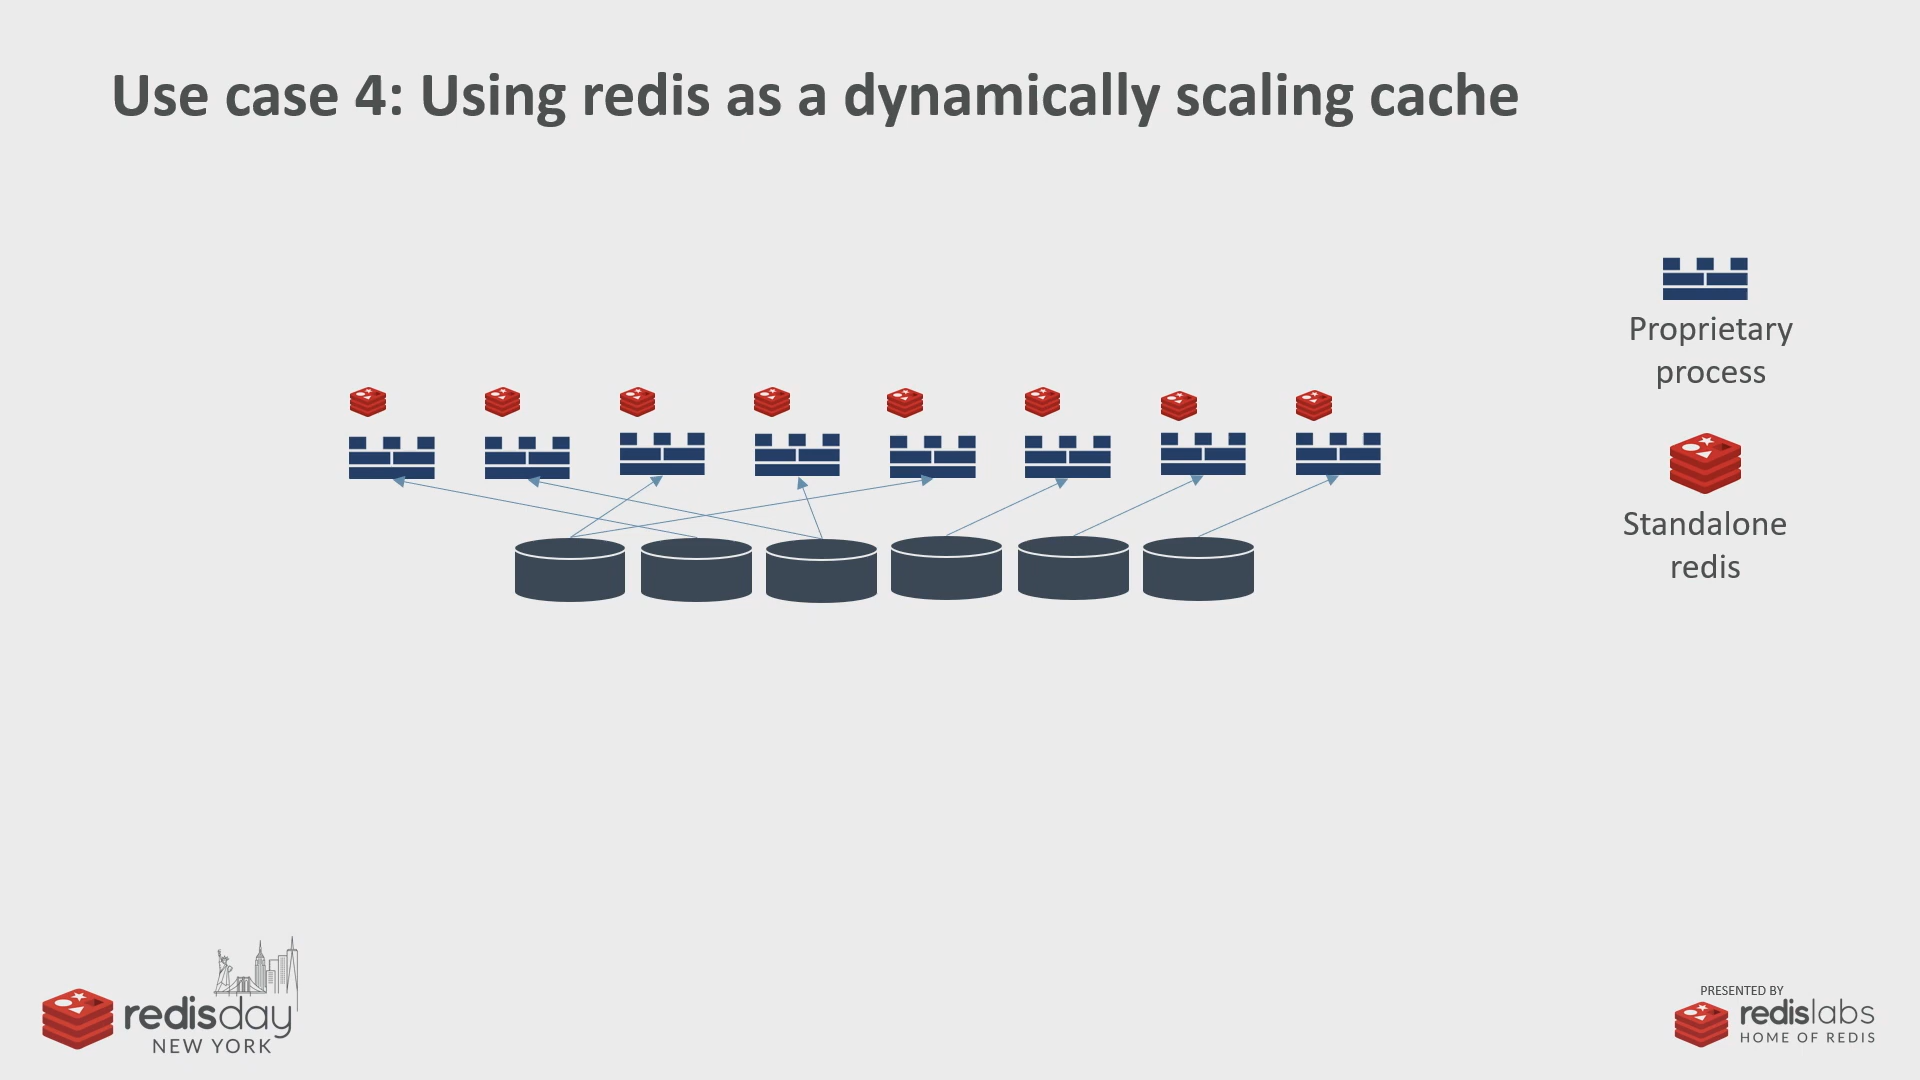 Use case 4: Using redis as a dynamically scaling cache
Proprietary
process
Standalone
redis
redisday
NEW YORK
PRESENTED BY
redislabs
HOME OF REDIS